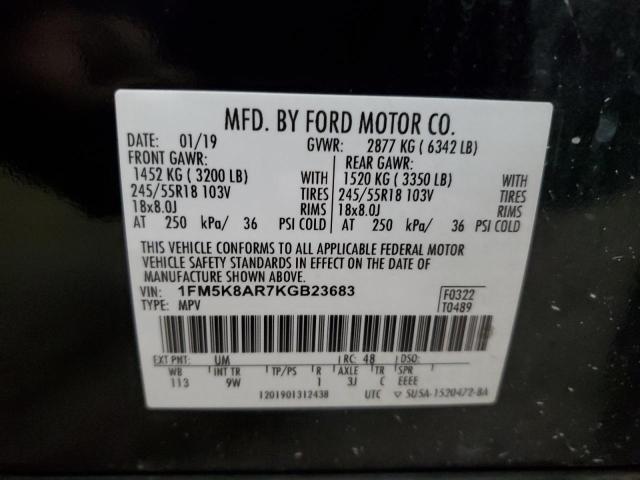 MFD. BY FORD MOTOR CO.
DATE: 01/19 GVWR: 2877 KG ( 6342 LB)
FRONT GAWR: REAR GAWR:
1452 KG ( 3200 LB) WITH 1520 KG ( 3350 LB) WITH
245/55R18 103V TIRES 245/55R18 103V TIRES
18x8.0J RIMS 18x8.0J RIMS
AT 250 kPa/ 36 PSI COLD AT 250 kPa/ 36 PSI COLD
THIS VEHICLE CONFORMS TO ALL APPLICABLE FEDERAL MOTOR
VEHICLE SAFETY STANDARDS IN EFFECT ON THE DATE OF
MANUFACTURE SHOWN ABOVE.
VIN: 1FM5K8AR7KGB23683 F0322
TYPE: MPV T0489
EXT PNT: UM RC: 48 DSO:
WB INT TR TP/PS R AXLE TR SPR
113 9W 1 3J C EEEE
1201901312438 UTC ▽ SU5A-1520472-BA